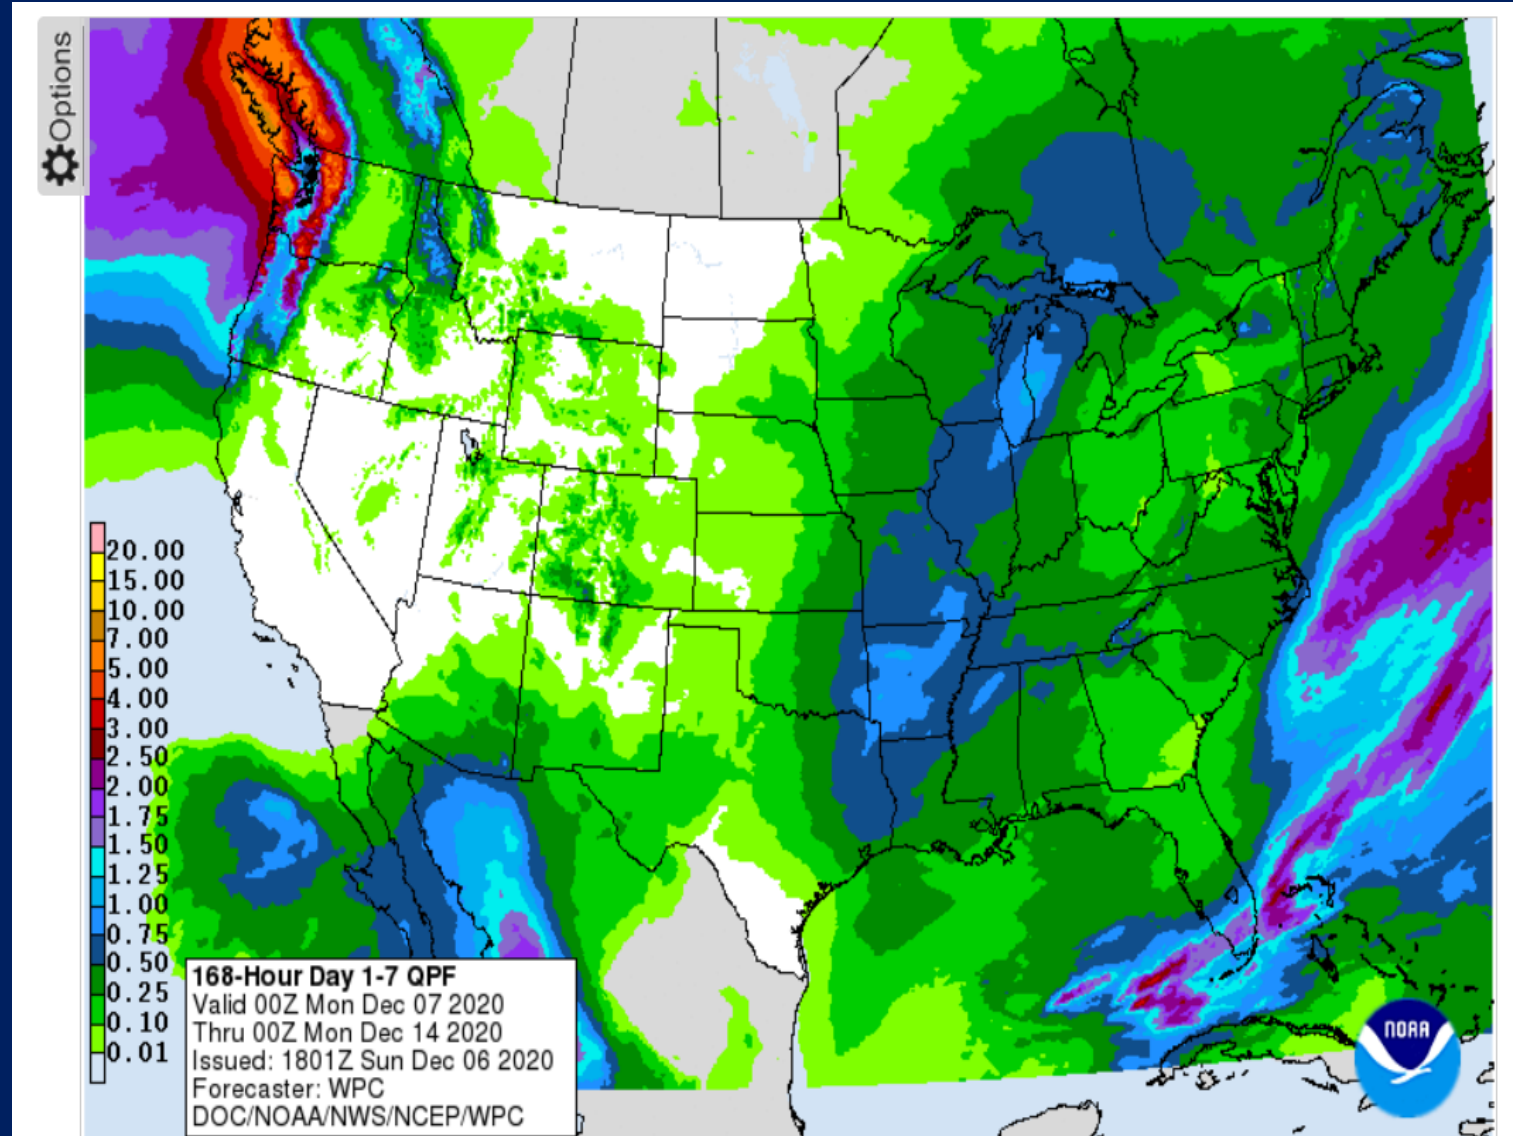 Options
20.00
15.00
10.00
7.00
5.00
4.00
3.00
2.50
2.00
1.75
1.50
1.25
1.00
0.75
0.50
0.25
0.10
0.01
168-Hour Day 1-7 QPF
Valid 00Z Mon Dec 07 2020
Thru 00Z Mon Dec 14 2020
Issued: 1801Z Sun Dec 06 2020
Forecaster: WPC
DOC/NOAA/NWS/NCEP/WPC
NOAA